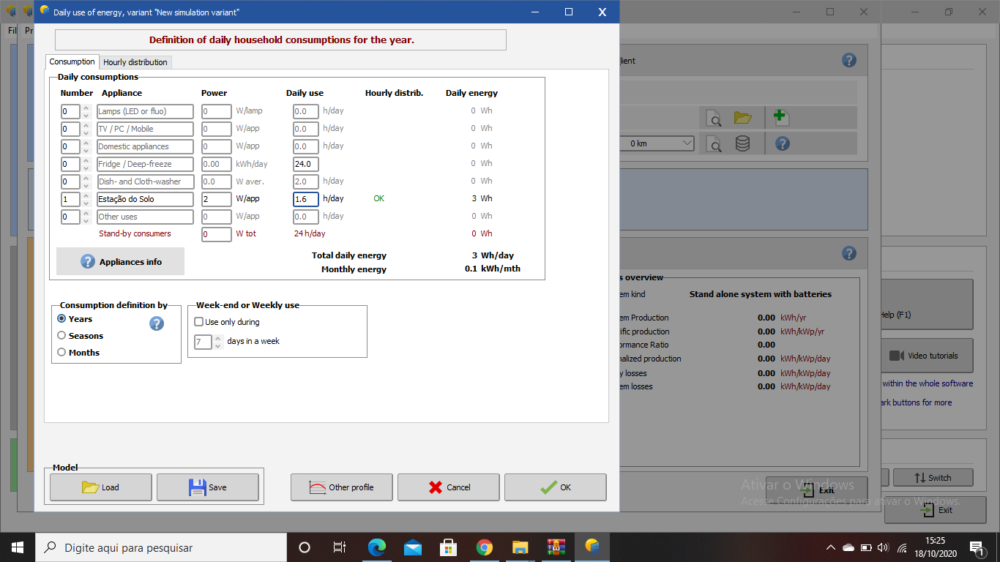 Daily use of energy, variant "New simulation variant"
Definition of daily household consumptions for the year.
Consumption Hourly distribution
Daily consumptions
Number Appliance Power Daily use Hourly distrib. Daily energy
0 Lamps (LED or fluo) 0 W/lamp 0.0 h/day 0 Wh
0 TV / PC / Mobile 0 W/app 0.0 h/day 0 Wh
0 Domestic appliances 0 W/app 0.0 h/day 0 Wh
0 Fridge / Deep-freeze 0.00 kWh/day 24.0 0 Wh
0 Dish- and Cloth-washer 0.0 W aver. 2.0 h/day 0 Wh
1 Estação do Solo 2 W/app 1.6 h/day OK 3 Wh
0 Other uses 0 W/app 0.0 h/day 0 Wh
Stand-by consumers 0 W tot 24 h/day 0 Wh
Appliances info
Total daily energy 3 Wh/day
Monthly energy 0.1 kWh/mth
Consumption definition by
Years
Seasons
Months
Week-end or Weekly use
Use only during
7 days in a week
Model
Load Save Other profile Cancel OK
Fil Pr
lient
0 km
s overview
em kind Stand alone system with batteries
em Production 0.00 kWh/yr
ific production 0.00 kWh/kWp/yr
ormance Ratio 0.00
nalized production 0.00 kWh/kWp/day
y losses 0.00 kWh/kWp/day
em losses 0.00 kWh/kWp/day
Help (F1)
Video tutorials
within the whole software
ark buttons for more
Switch
Exit
Exit
Ativar o Windows
Acesse Configurações para ativar o Windows.
Digite aqui para pesquisar
15:25
18/10/2020
1